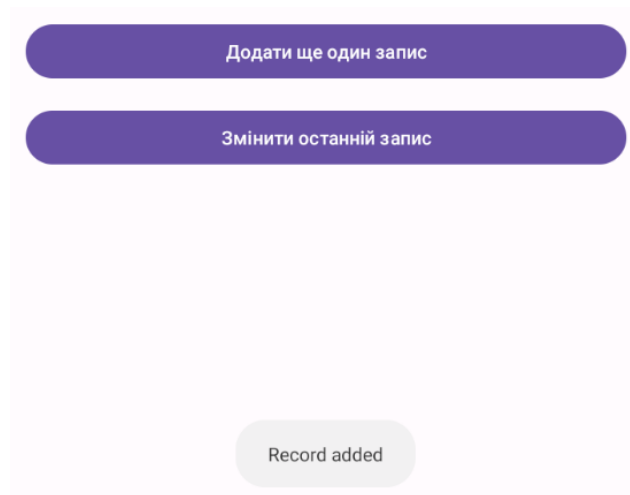 Додати ще один запис
Змінити останній запис
Record added